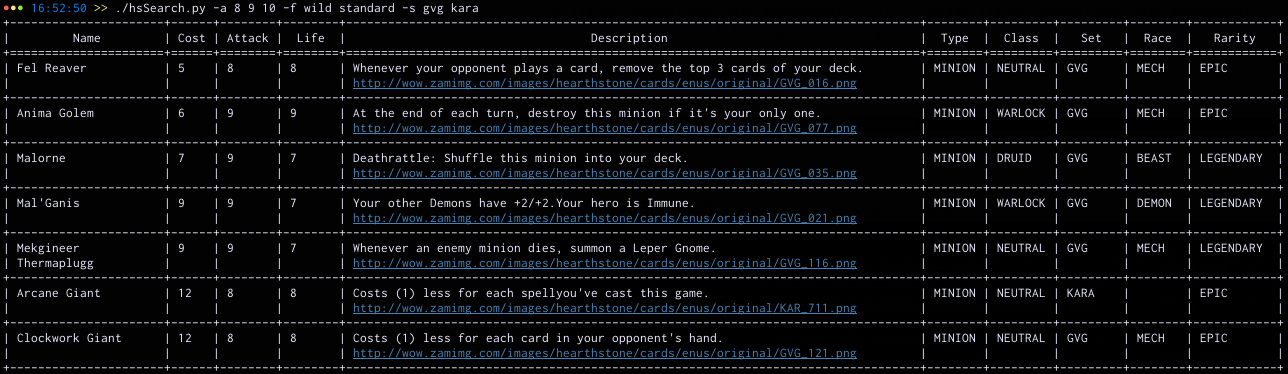 16:52:50 >> ./hsSearch.py -a 8 9 10 -f wild standard -s gvg kara
Name | Cost | Attack | Life | Description | Type | Class | Set | Race | Rarity
Fel Reaver | 5 | 8 | 8 | Whenever your opponent plays a card, remove the top 3 cards of your deck. | MINION | NEUTRAL | GVG | MECH | EPIC
http://wow.zamimg.com/images/hearthstone/cards/enus/original/GVG_016.png
Anima Golem | 6 | 9 | 9 | At the end of each turn, destroy this minion if it's your only one. | MINION | WARLOCK | GVG | MECH | EPIC
http://wow.zamimg.com/images/hearthstone/cards/enus/original/GVG_077.png
Malorne | 7 | 9 | 7 | Deathrattle: Shuffle this minion into your deck. | MINION | DRUID | GVG | BEAST | LEGENDARY
http://wow.zamimg.com/images/hearthstone/cards/enus/original/GVG_035.png
Mal'Ganis | 9 | 9 | 7 | Your other Demons have +2/+2.Your hero is Immune. | MINION | WARLOCK | GVG | DEMON | LEGENDARY
http://wow.zamimg.com/images/hearthstone/cards/enus/original/GVG_021.png
Mekgineer | 9 | 9 | 7 | Whenever an enemy minion dies, summon a Leper Gnome. | MINION | NEUTRAL | GVG | MECH | LEGENDARY
Thermaplugg | http://wow.zamimg.com/images/hearthstone/cards/enus/original/GVG_116.png
Arcane Giant | 12 | 8 | 8 | Costs (1) less for each spellyou've cast this game. | MINION | NEUTRAL | KARA | | EPIC
http://wow.zamimg.com/images/hearthstone/cards/enus/original/KAR_711.png
Clockwork Giant | 12 | 8 | 8 | Costs (1) less for each card in your opponent's hand. | MINION | NEUTRAL | GVG | MECH | EPIC
http://wow.zamimg.com/images/hearthstone/cards/enus/original/GVG_121.png